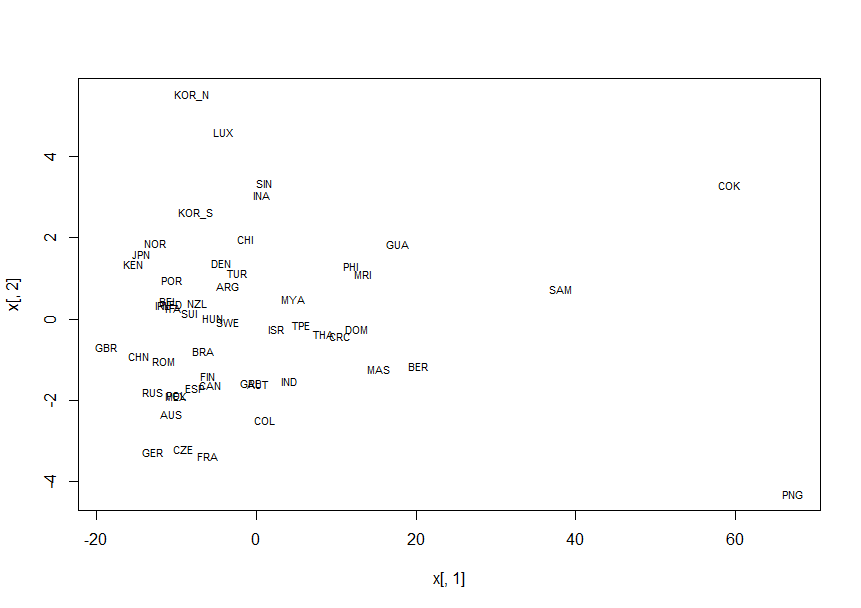 KOR_N
LUX
4
SIN
COK
INA
KOR_S
2
NOR
CHI
GUA
JPN
KEN
DEN
PHI
TUR
MRI
POR
ARG
SAM
x[, 2]
MYA
NZL
SUI
0
HUN
SWE
TPE
ISR
DOM
THA
CRC
GBR
BRA
CHN
ROM
BER
MAS
FIN
IND
CAN
ESP
RUS
-2
AUS
COL
CZE
GER
FRA
-4
PNG
-20
0
20
40
60
x[, 1]